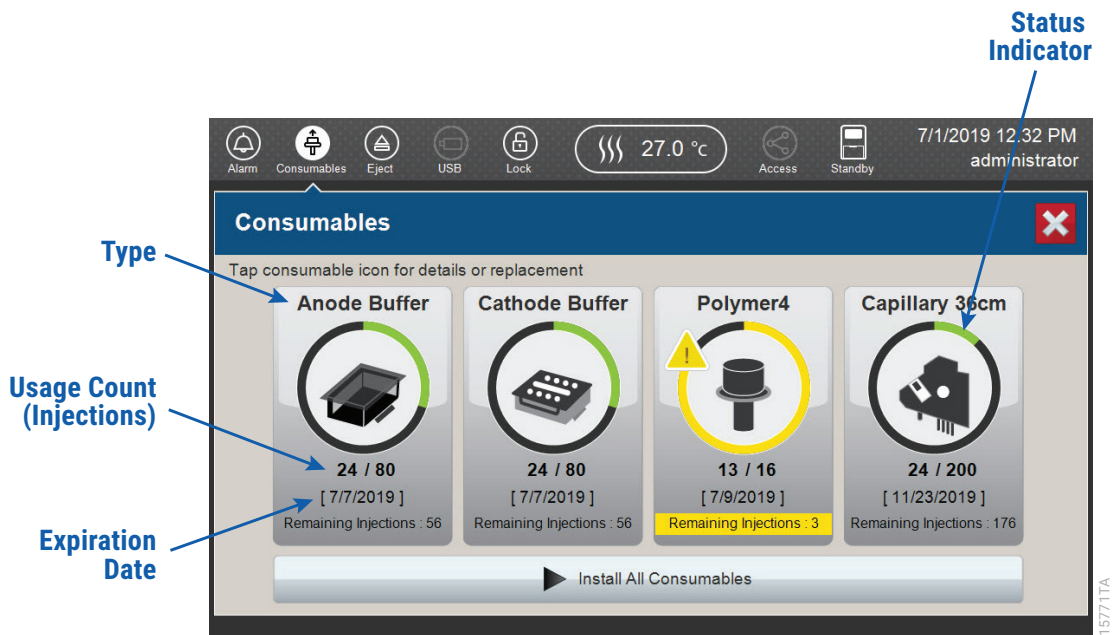 Status
Indicator
Alarm
Consumables
Eject
USB
Lock
27.0 °c
Access
Standby
7/1/2019 12:32 PM
administrator
Consumables
Type
Tap consumable icon for details or replacement
Anode Buffer
Cathode Buffer
Polymer4
Capillary 36cm
!
Usage Count
(Injections)
24 / 80
24 / 80
13 / 16
24 / 200
[ 7/7/2019 ]
[ 7/7/2019 ]
[ 7/9/2019 ]
[ 11/23/2019 ]
Remaining Injections : 56
Remaining Injections : 56
Remaining Injections : 3
Remaining Injections : 176
Expiration
Date
Install All Consumables
15771TA